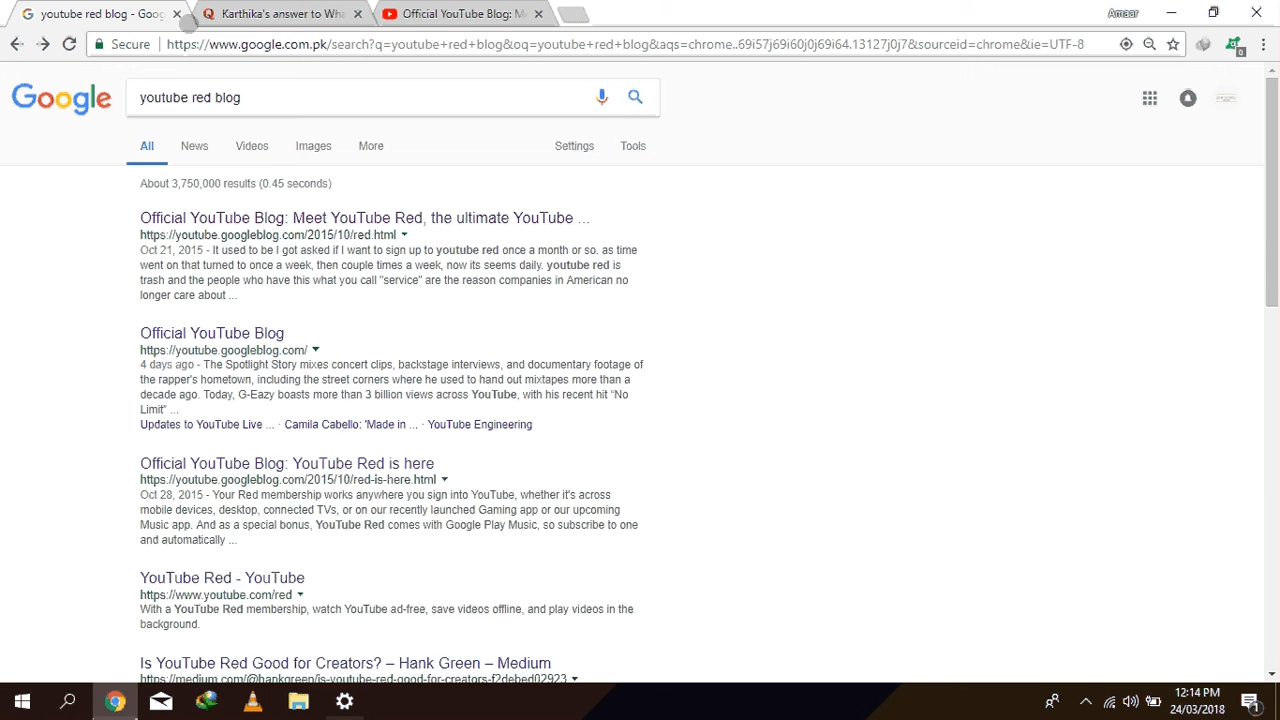 youtube red blog - Goog
Karthika's answer to Wha
Official YouTube Blog: M
Amaar
Secure
https://www.google.com.pk/search?q=youtube+red+blog&oq=youtube+red+blog&aqs=chrome..69i57j69i60j0j69i64.13127j0j7&sourceid=chrome&ie=UTF-8
Google
youtube red blog
All News Videos Images More Settings Tools
About 3,750,000 results (0.45 seconds)
Official YouTube Blog: Meet YouTube Red, the ultimate YouTube ...
https://youtube.googleblog.com/2015/10/red.html
Oct 21, 2015 - It used to be I got asked if I want to sign up to youtube red once a month or so. as time
went on that turned to once a week, then couple times a week, now its seems daily. youtube red is
trash and the people who have this what you call "service" are the reason companies in American no
longer care about ...
Official YouTube Blog
https://youtube.googleblog.com/
4 days ago - The Spotlight Story mixes concert clips, backstage interviews, and documentary footage of
the rapper's hometown, including the street corners where he used to hand out mixtapes more than a
decade ago. Today, G-Eazy boasts more than 3 billion views across YouTube, with his recent hit “No
Limit” ...
Updates to YouTube Live ... · Camila Cabello: 'Made in ... · YouTube Engineering
Official YouTube Blog: YouTube Red is here
https://youtube.googleblog.com/2015/10/red-is-here.html
Oct 28, 2015 - Your Red membership works anywhere you sign into YouTube, whether it's across
mobile devices, desktop, connected TVs, or on our recently launched Gaming app or our upcoming
Music app. And as a special bonus, YouTube Red comes with Google Play Music, so subscribe to one
and automatically ...
YouTube Red - YouTube
https://www.youtube.com/red
With a YouTube Red membership, watch YouTube ad-free, save videos offline, and play videos in the
background.
Is YouTube Red Good for Creators? – Hank Green – Medium
https://medium.com/@hankgreen/is-youtube-red-good-for-creators-f2debed02923
12:14 PM
24/03/2018